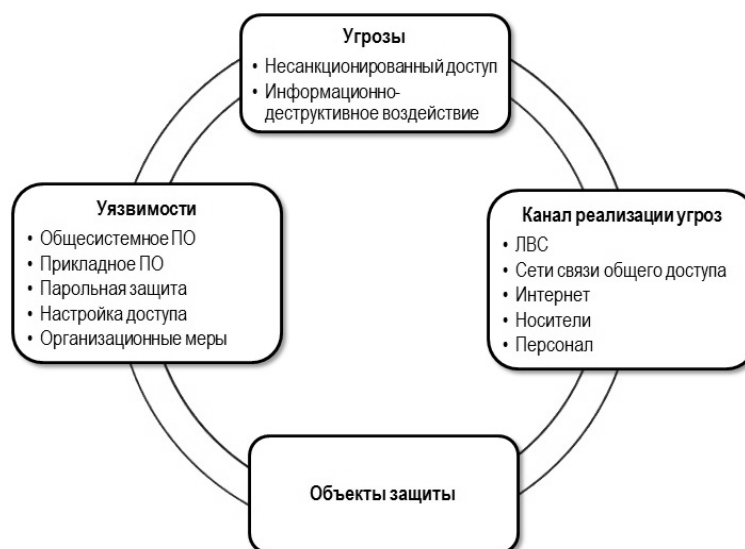 Угрозы
• Несанкционированный доступ
• Информационно-
деструктивное воздействие
Уязвимости
• Общесистемное ПО
• Прикладное ПО
• Парольная защита
• Настройка доступа
• Организационные меры
Канал реализации угроз
• ЛВС
• Сети связи общего доступа
• Интернет
• Носители
• Персонал
Объекты защиты